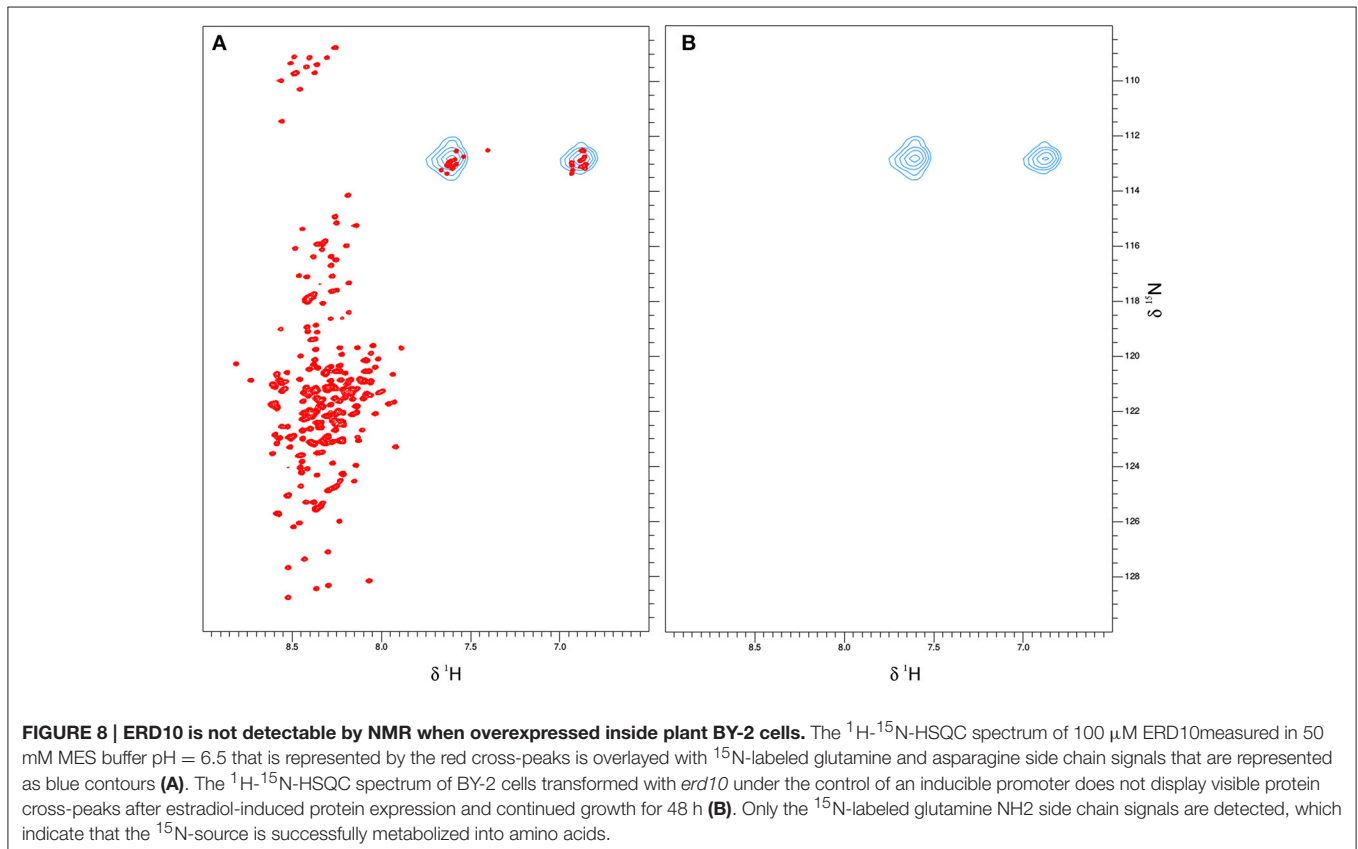 A
B
110
112
114
116
118
120
122
124
126
128
δ ¹⁵N
8.5
8.0
7.5
7.0
8.5
8.0
7.5
7.0
δ ¹H
δ ¹H
FIGURE 8 | ERD10 is not detectable by NMR when overexpressed inside plant BY-2 cells. The ¹H-¹⁵N-HSQC spectrum of 100 μM ERD10measured in 50
mM MES buffer pH = 6.5 that is represented by the red cross-peaks is overlayed with ¹⁵N-labeled glutamine and asparagine side chain signals that are represented
as blue contours (A). The ¹H-¹⁵N-HSQC spectrum of BY-2 cells transformed with erd10 under the control of an inducible promoter does not display visible protein
cross-peaks after estradiol-induced protein expression and continued growth for 48 h (B). Only the ¹⁵N-labeled glutamine NH2 side chain signals are detected, which
indicate that the ¹⁵N-source is successfully metabolized into amino acids.